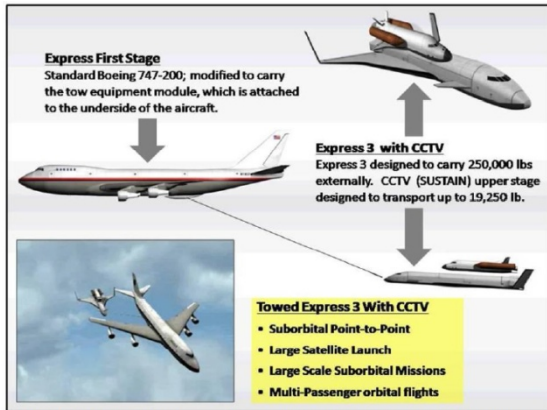 Express First Stage
Standard Boeing 747-200; modified to carry
the tow equipment module, which is attached
to the underside of the aircraft.
Express 3 with CCTV
Express 3 designed to carry 250,000 lbs
externally. CCTV (SUSTAIN) upper stage
designed to transport up to 19,250 lb.
Towed Express 3 With CCTV
▪ Suborbital Point-to-Point
▪ Large Satellite Launch
▪ Large Scale Suborbital Missions
▪ Multi-Passenger orbital flights